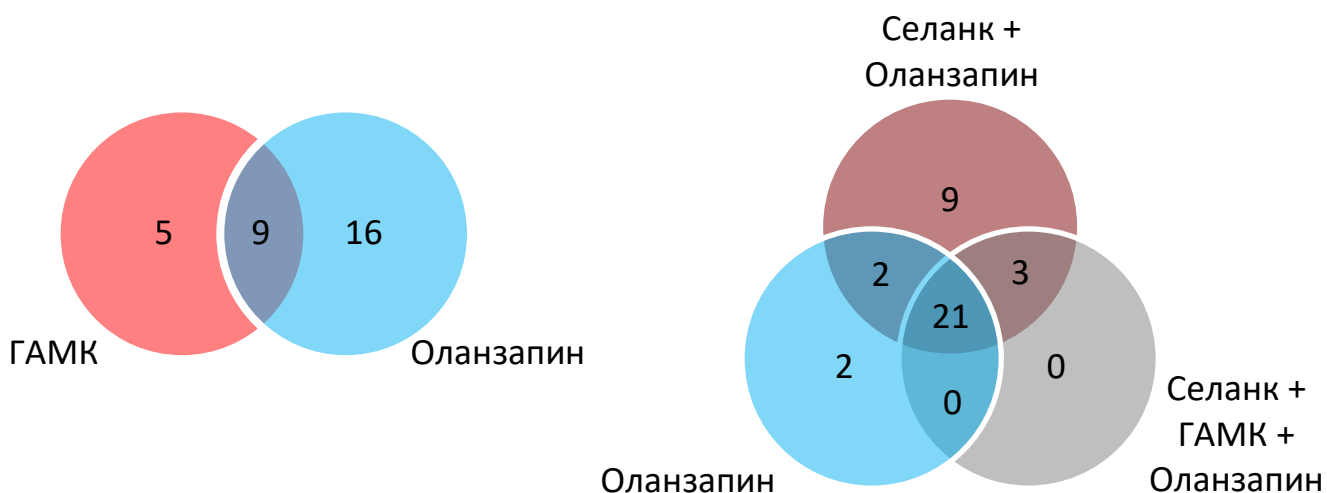 5
9
16
ГАМК
Оланзапин
Селанк +
Оланзапин
9
2
3
21
2
0
0
Оланзапин
Селанк +
ГАМК +
Оланзапин